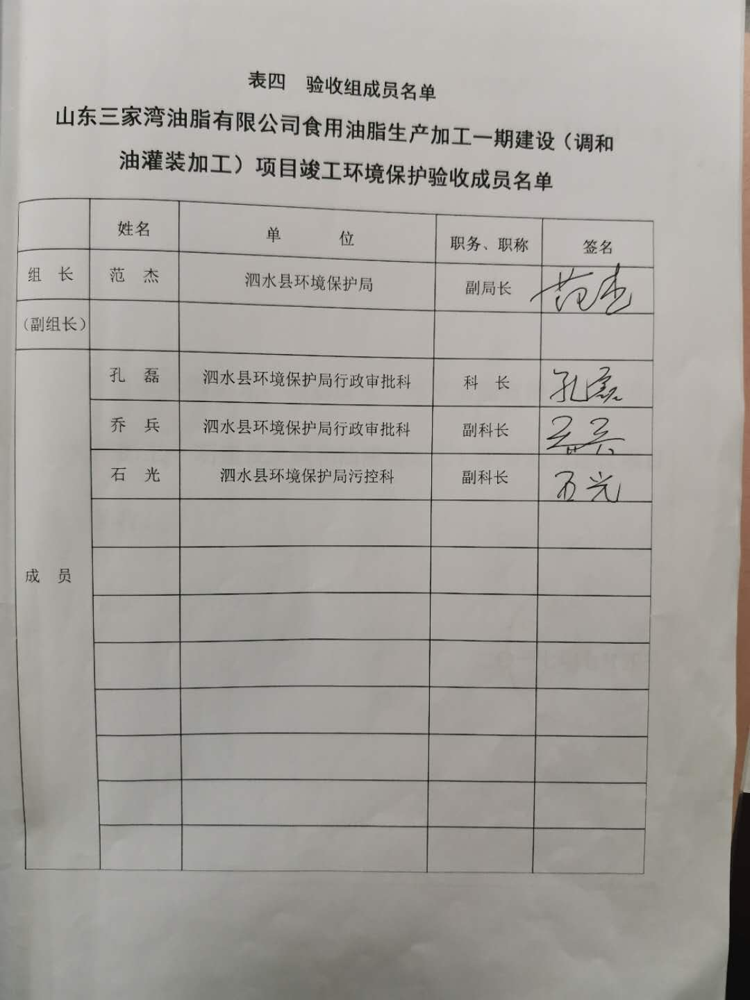 表四 验收组成员名单
山东三家湾油脂有限公司食用油脂生产加工一期建设（调和
油灌装加工）项目竣工环境保护验收成员名单
姓名 单 位 职务、职称 签名
组 长 范 杰 泗水县环境保护局 副局长 范杰
（副组长）
孔 磊 泗水县环境保护局行政审批科 科 长 孔磊
乔 兵 泗水县环境保护局行政审批科 副科长 乔兵
石 光 泗水县环境保护局污控科 副科长 石光
成 员